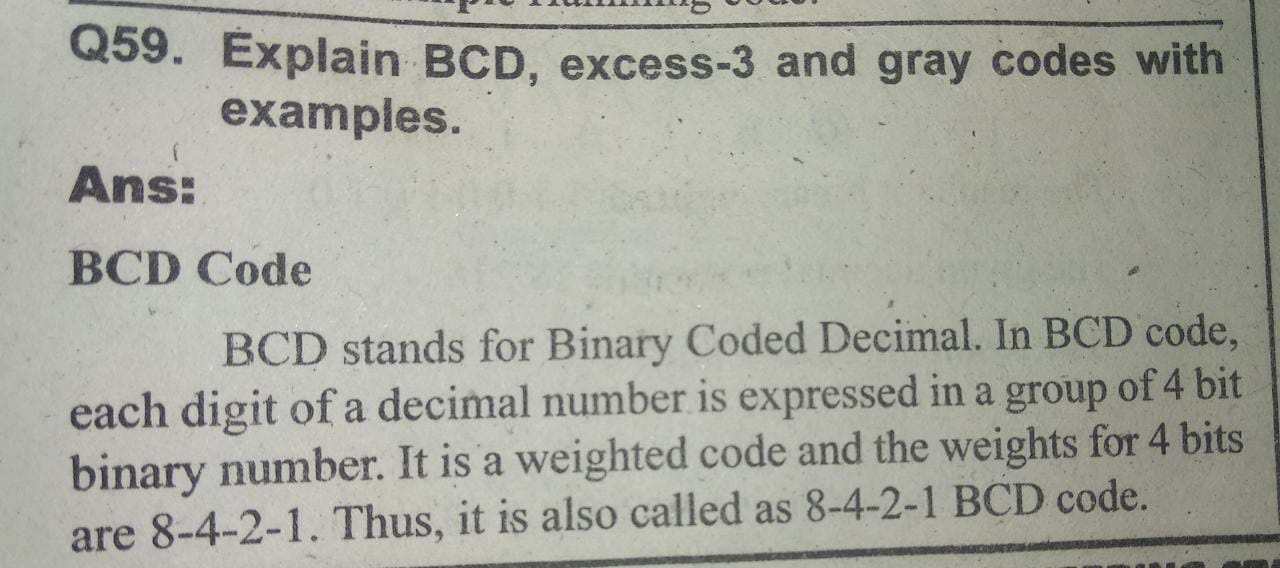 Q59. Explain BCD, excess-3 and gray codes with
examples.
Ans:
BCD Code
BCD stands for Binary Coded Decimal. In BCD code,
each digit of a decimal number is expressed in a group of 4 bit
binary number. It is a weighted code and the weights for 4 bits
are 8-4-2-1. Thus, it is also called as 8-4-2-1 BCD code.